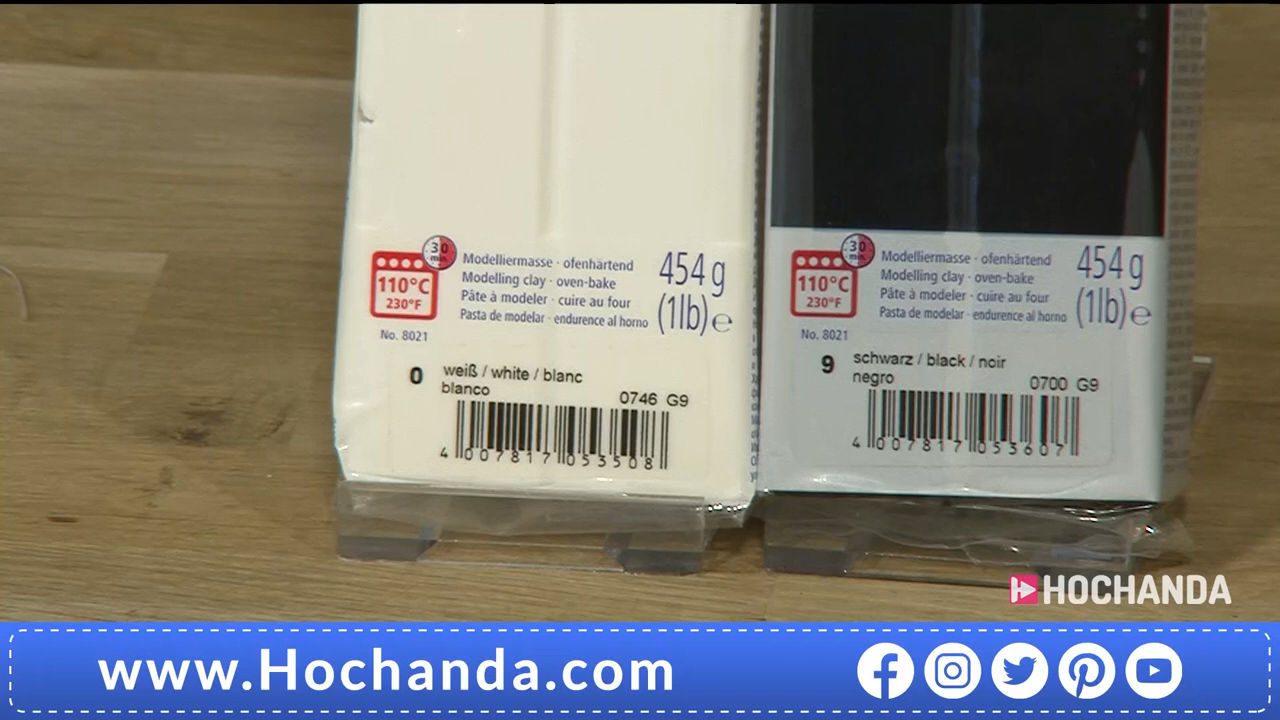 30
min.
110°C
230°F
Modelliermasse · ofenhärtend
Modelling clay · oven-bake
Pâte à modeler · cuire au four
Pasta de modelar · endurence al horno
454 g
(1lb) ℮
No. 8021
0
weiß / white / blanc
blanco
0746 G9
4 007817 053508
30
min.
110°C
230°F
Modelliermasse · ofenhärtend
Modelling clay · oven-bake
Pâte à modeler · cuire au four
Pasta de modelar · endurence al horno
454 g
(1lb) ℮
No. 8021
9
schwarz / black / noir
negro
0700 G9
4 007817 053607
HOCHANDA
www.Hochanda.com